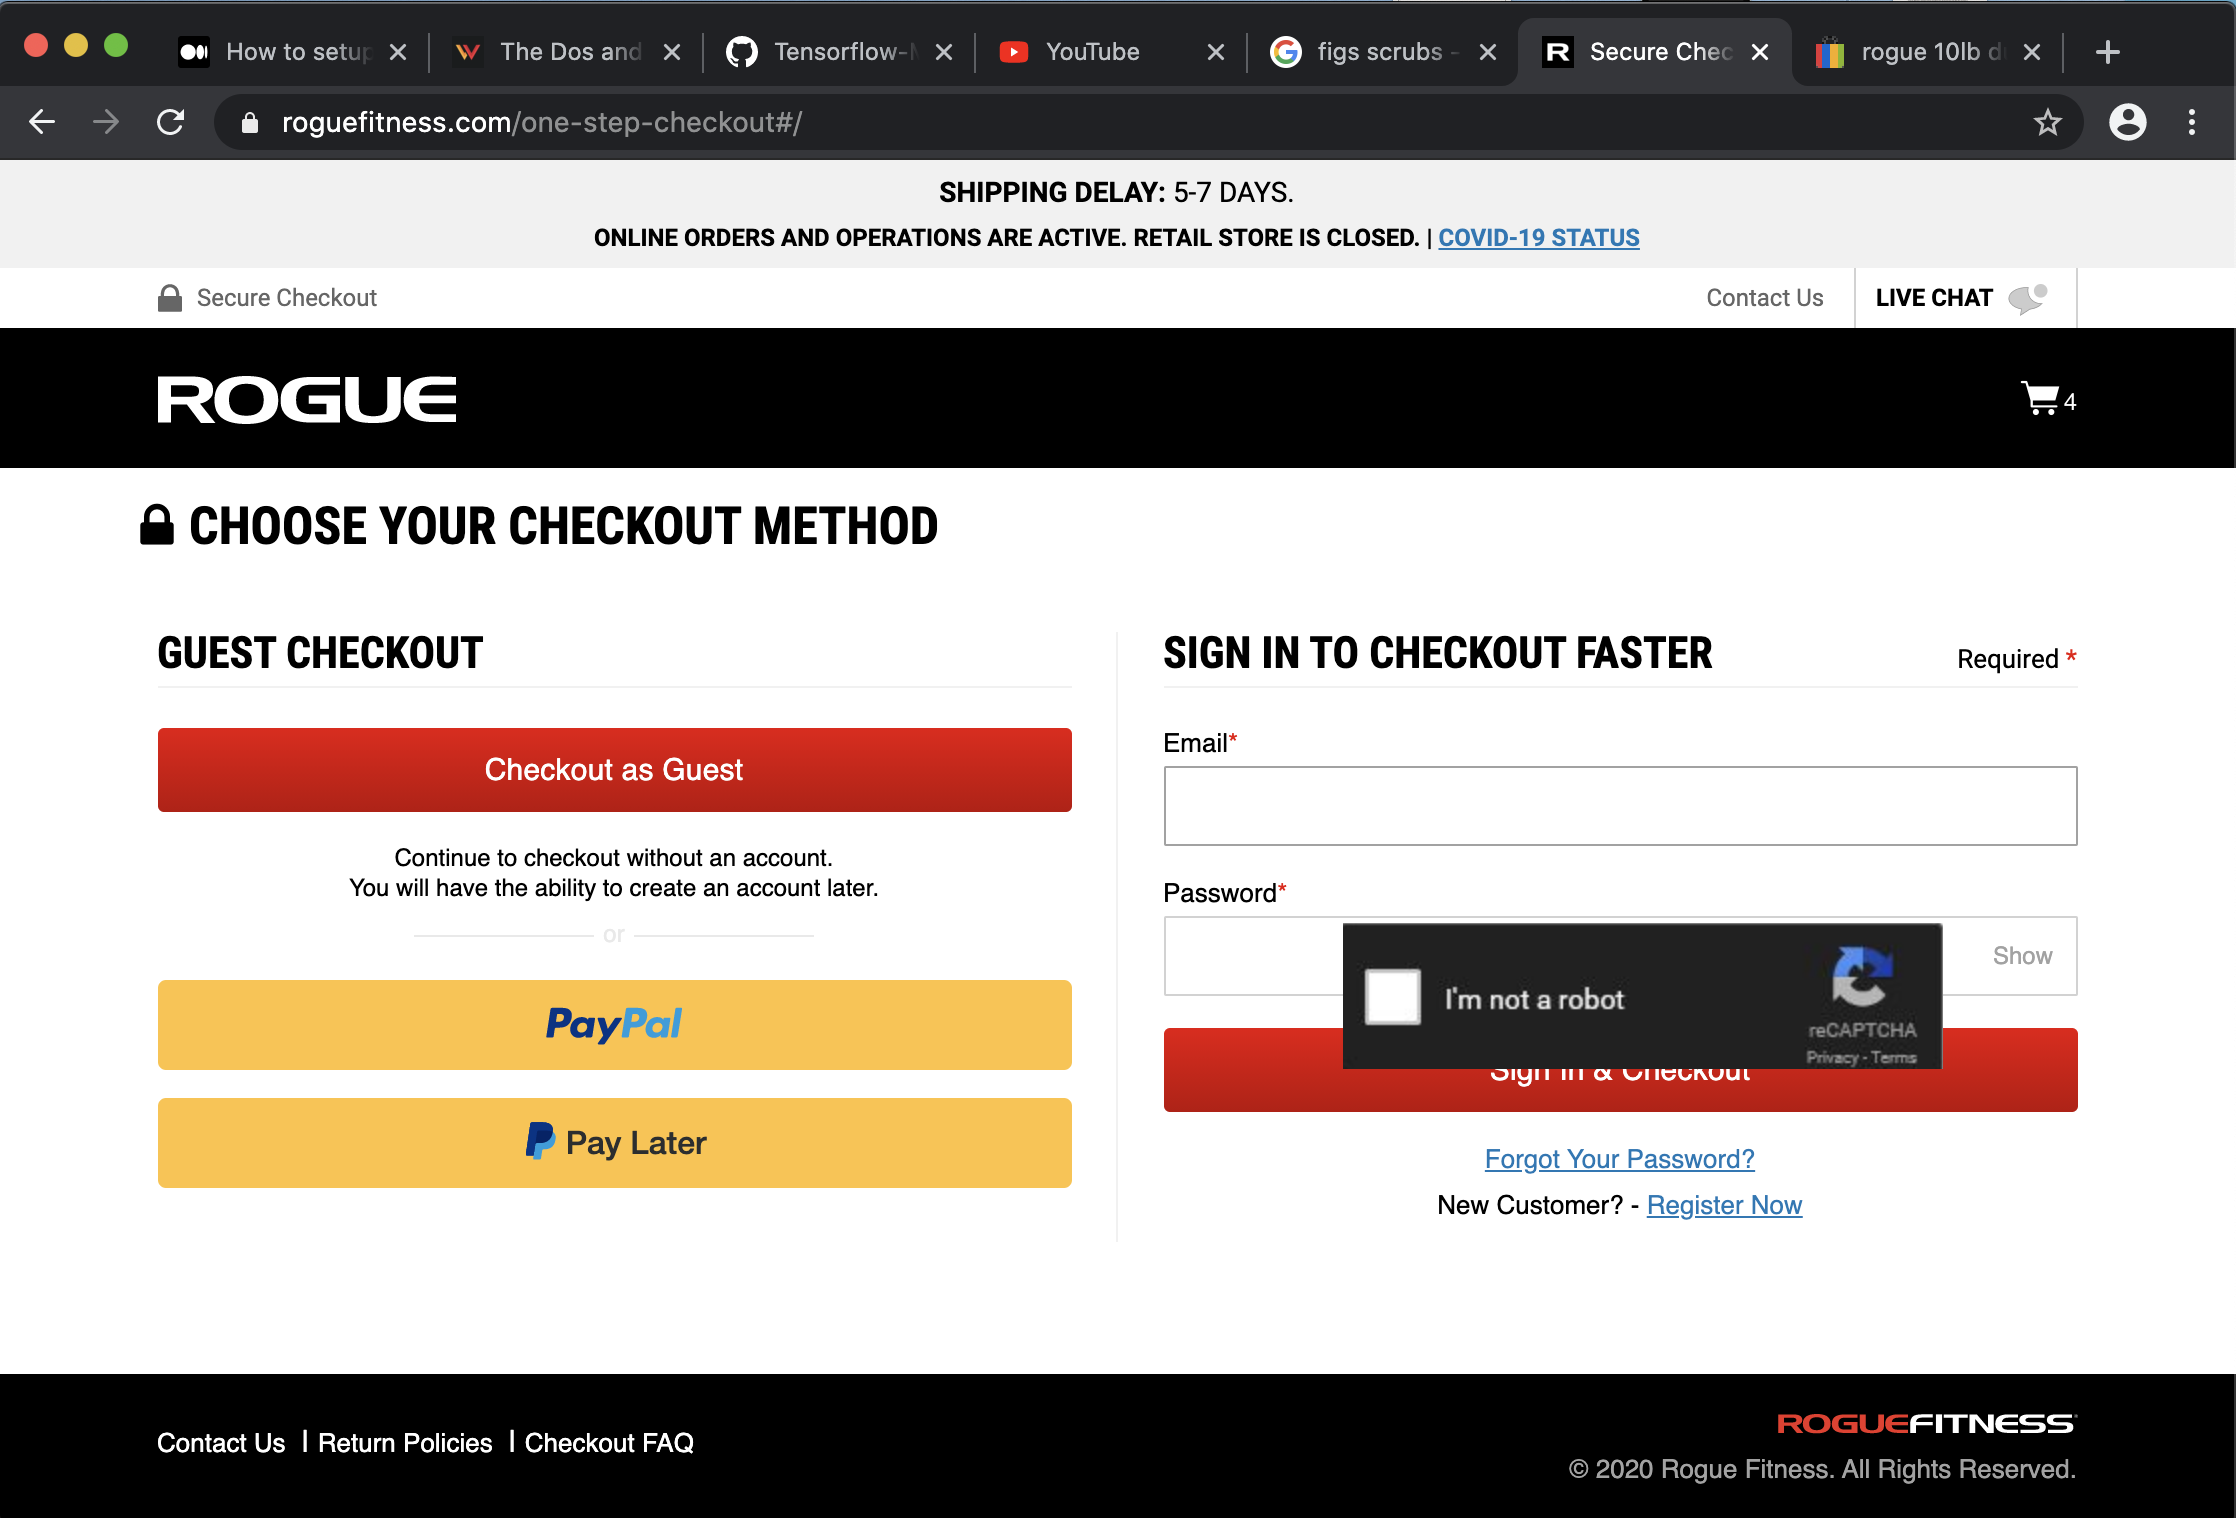 How to setup
The Dos and
Tensorflow-
YouTube
figs scrubs -
Secure Chec
rogue 10lb d
roguefitness.com/one-step-checkout#/
SHIPPING DELAY: 5-7 DAYS.
ONLINE ORDERS AND OPERATIONS ARE ACTIVE. RETAIL STORE IS CLOSED. | COVID-19 STATUS
Secure Checkout
Contact Us
LIVE CHAT
ROGUE
4
CHOOSE YOUR CHECKOUT METHOD
GUEST CHECKOUT
Checkout as Guest
Continue to checkout without an account.
You will have the ability to create an account later.
or
PayPal
Pay Later
SIGN IN TO CHECKOUT FASTER
Required *
Email*
Password*
Show
I'm not a robot
reCAPTCHA
Privacy - Terms
Sign In & Checkout
Forgot Your Password?
New Customer? - Register Now
Contact Us | Return Policies | Checkout FAQ
ROGUEFITNESS
© 2020 Rogue Fitness. All Rights Reserved.